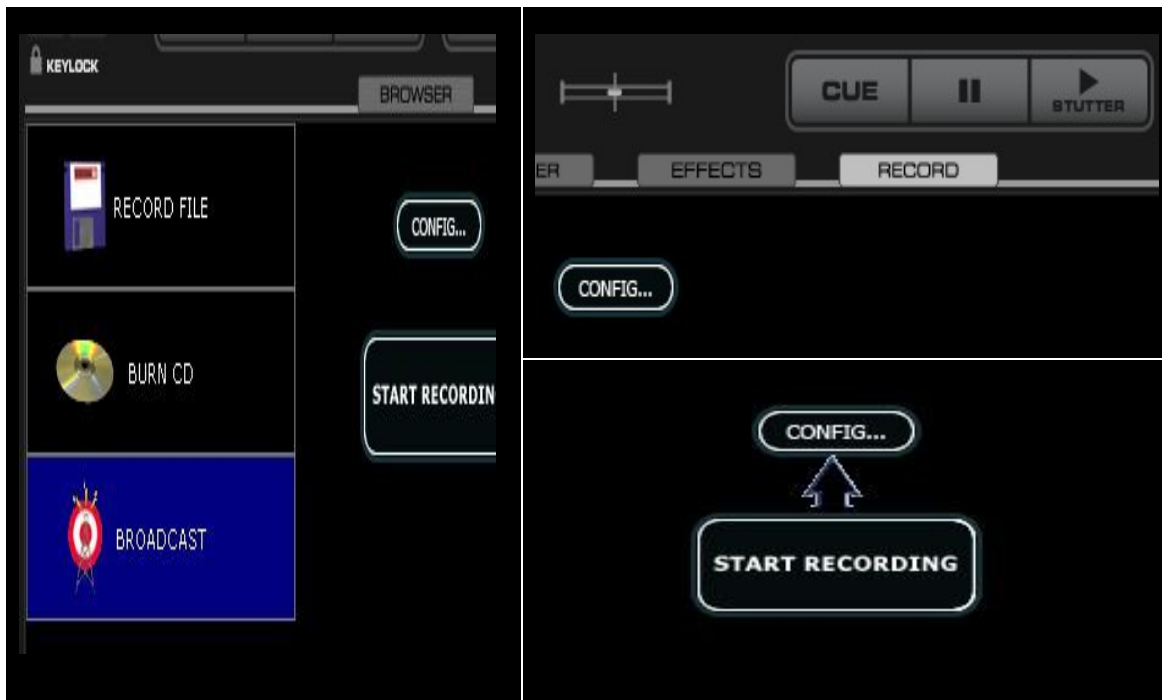 KEYLOCK
BROWSER
RECORD FILE
CONFIG...
BURN CD
START RECORDIN
BROADCAST
CUE
STUTTER
ER EFFECTS RECORD
CONFIG...
CONFIG...
START RECORDING